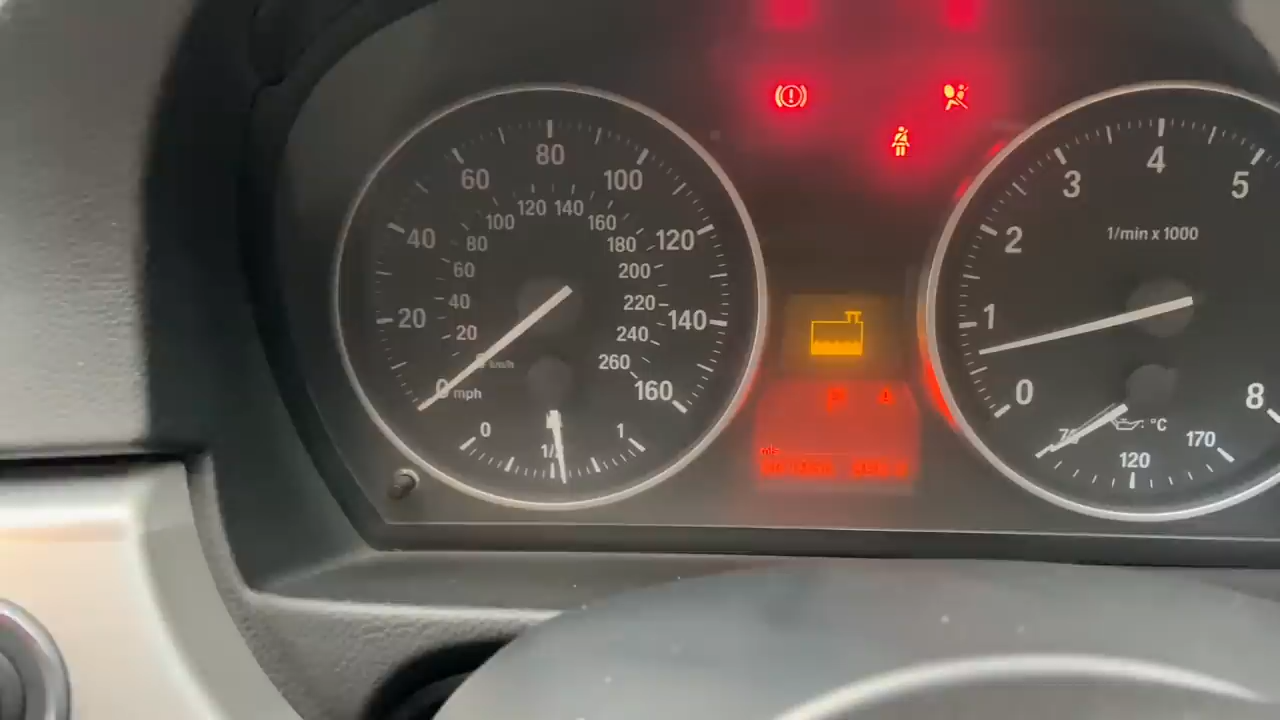 20 40 60 80 100 120 140 160
20 40 60 80 100 120 140 160 180 200 220 240 260
km/h
0 mph
0 1/2 1
0 1 2 3 4 5 8
1/min x 1000
°C
120 170